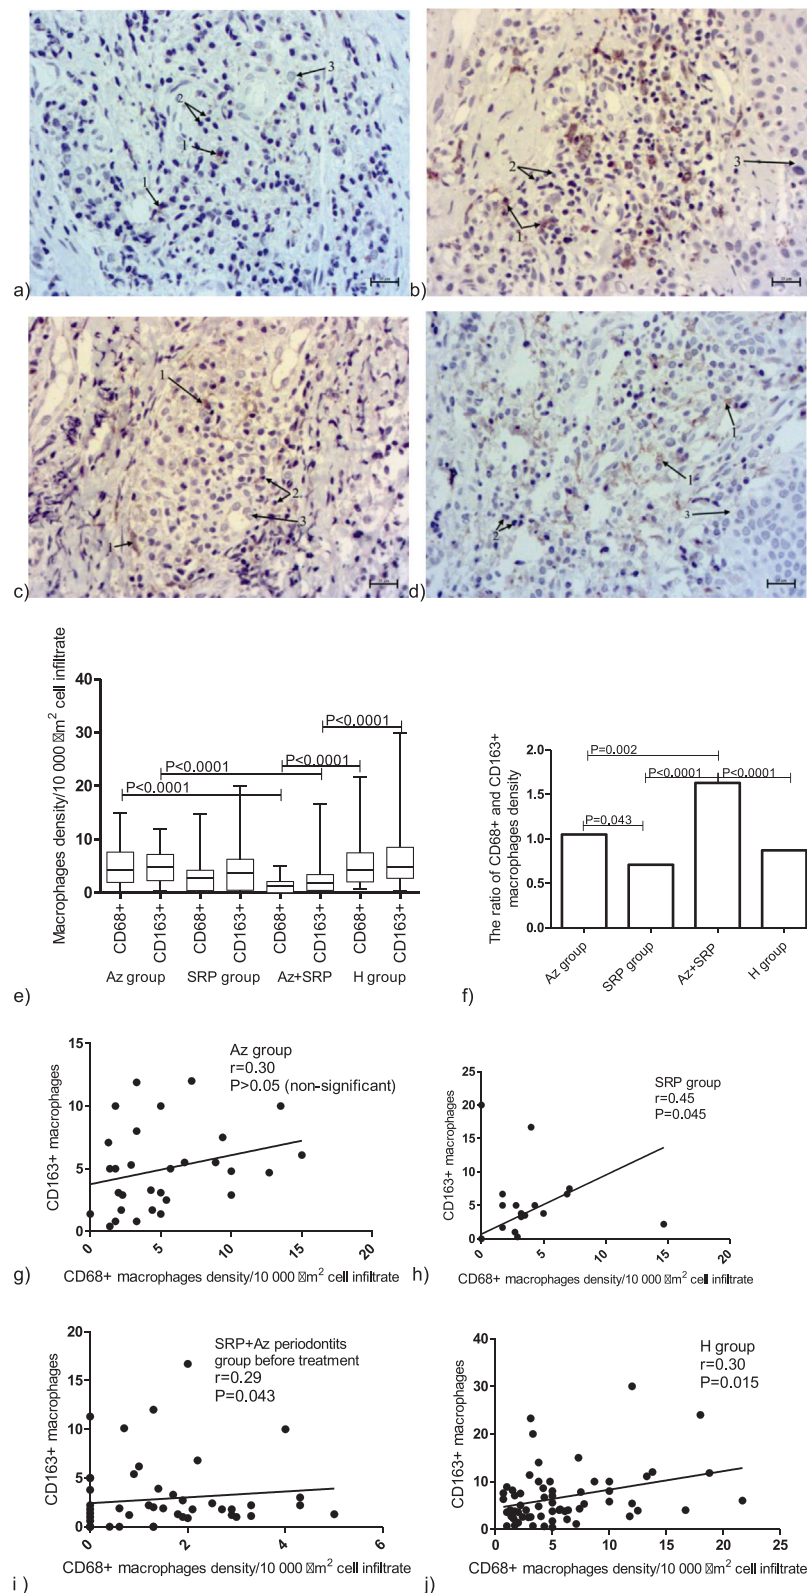 3
2
1
1
a)
2
3
1
b)
1
2
3
1
c)
1
1
3
2
d)
Macrophages density/10 000 m² cell infiltrate
40
30
20
10
0
P<0.0001
P<0.0001
P<0.0001
P<0.0001
CD68+
CD163+
CD68+
CD163+
CD68+
CD163+
CD68+
CD163+
Az group
SRP group
Az+SRP
H group
e)
The ratio of CD68+ and CD163+
macrophages density
2.0
1.5
1.0
0.5
0.0
P=0.002
P<0.0001
P<0.0001
P=0.043
Az group
SRP group
Az+SRP
H group
f)
CD163+ macrophages
15
10
5
0
Az group
r=0.30
P>0.05 (non-significant)
0
5
10
15
20
CD68+ macrophages density/10 000 m² cell infiltrate
g)
CD163+ macrophages
25
20
15
10
5
0
SRP group
r=0.45
P=0.045
0
5
10
15
20
CD68+ macrophages density/10 000 m² cell infiltrate
h)
CD163+ macrophages
20
15
10
5
0
SRP+Az periodontits
group before treatment
r=0.29
P=0.043
0
2
4
6
CD68+ macrophages density/10 000 m² cell infiltrate
i )
CD163+ macrophages
40
30
20
10
0
H group
r=0.30
P=0.015
0
5
10
15
20
25
CD68+ macrophages density/10 000 m² cell infiltrate
j)